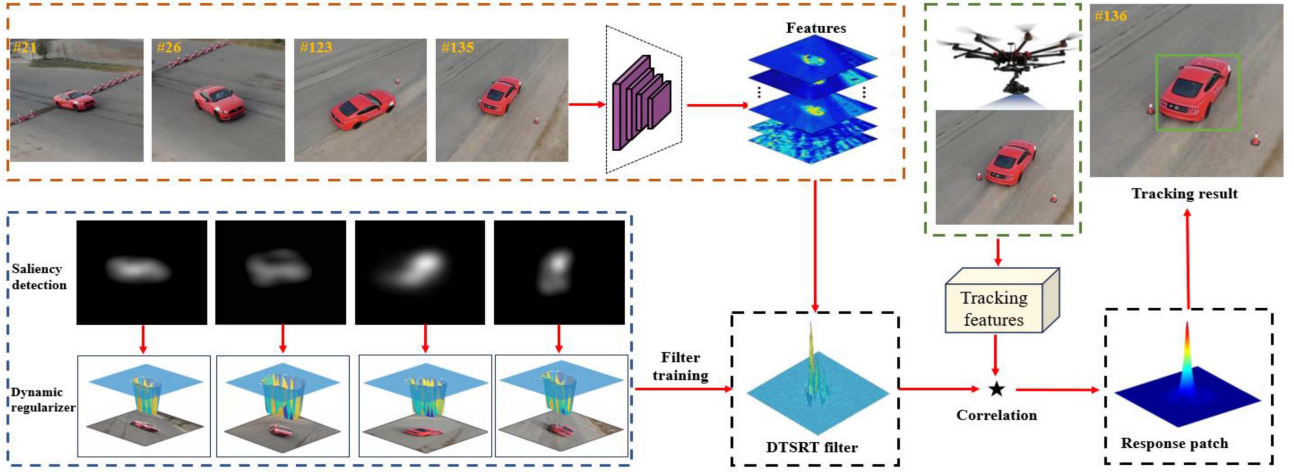 #21
#26
#123
#135
Features
#136
Tracking result
Saliency
detection
Dynamic
regularizer
Filter
training
DTSRT filter
Tracking
features
Correlation
Response patch